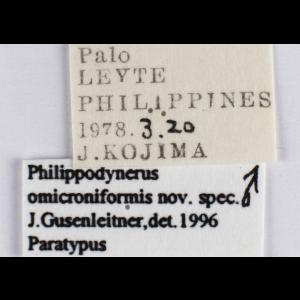 Palo
LEYTE
PHILIPPINES
1978.3.20
J.KOJIMA
Philippodynerus
omicroniformis nov. spec.♂
J.Gusenleitner,det.1996
Paratypus